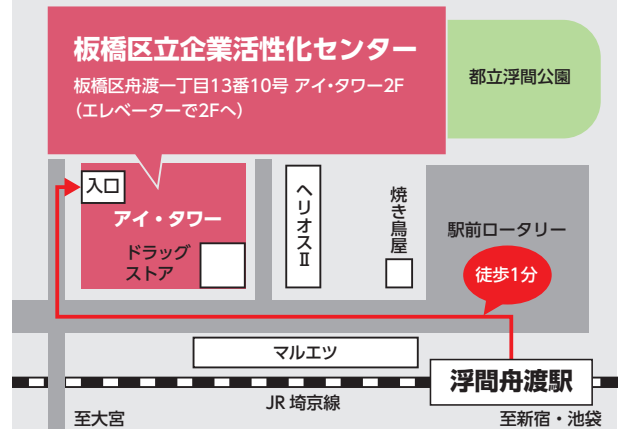 板橋区立企業活性化センター
板橋区舟渡一丁目13番10号 アイ・タワー2F
（エレベーターで2Fへ）
都立浮間公園
入口
アイ・タワー
ドラッグ
ストア
ヘリオスⅡ
焼き鳥屋
駅前ロータリー
徒歩1分
マルエツ
浮間舟渡駅
JR 埼京線
至大宮
至新宿・池袋